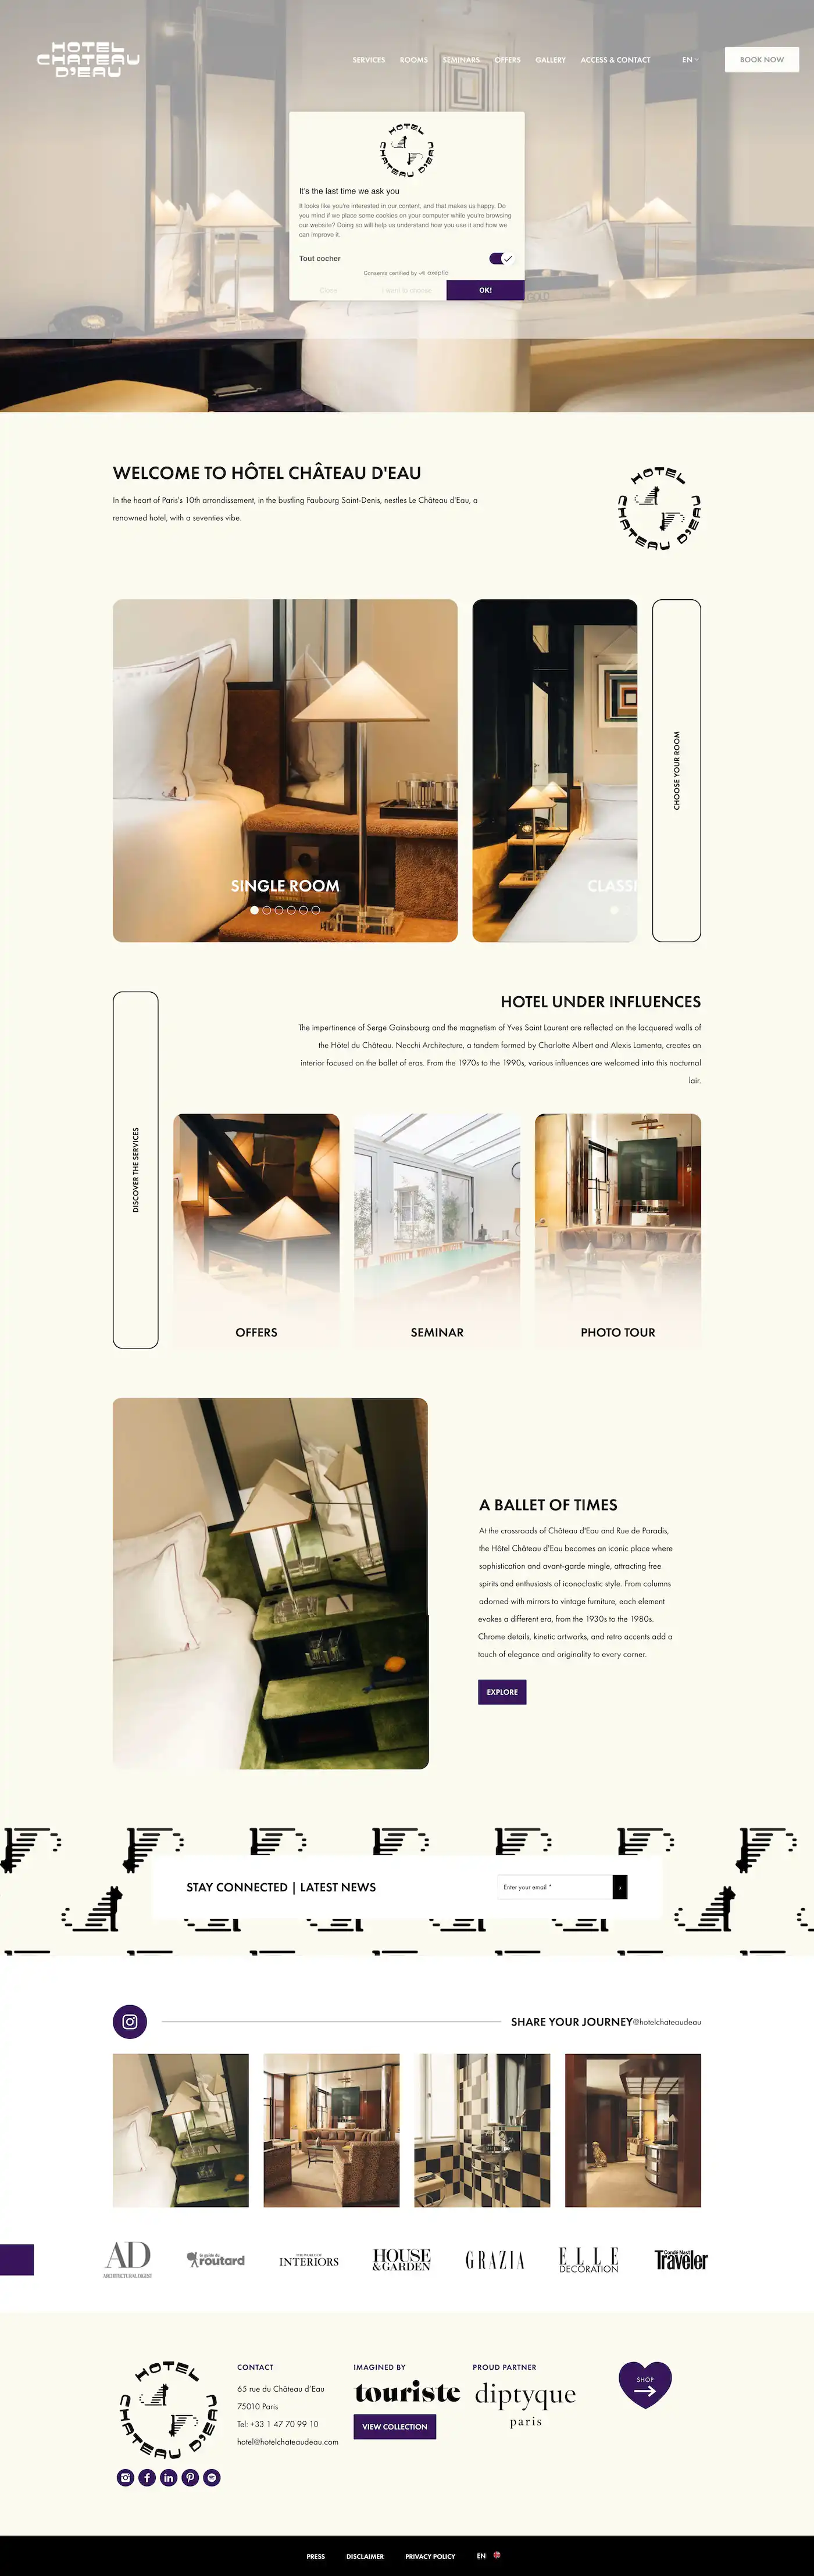 HOTEL
CHATEAU
D'EAU
SERVICES
ROOMS
SEMINARS
OFFERS
GALLERY
ACCESS & CONTACT
EN
BOOK NOW
HOTEL CHATEAU D'EAU
It's the last time we ask you
It looks like you're interested in our content, and that makes us happy. Do
you mind if we place some cookies on your computer while you're browsing
our website? Doing so will help us understand how you use it and how we
can improve it.
Tout cocher
Consents certified by axeptio
Close
I want to choose
OK!
WELCOME TO HÔTEL CHÂTEAU D'EAU
In the heart of Paris's 10th arrondissement, in the bustling Faubourg Saint-Denis, nestles Le Château d'Eau, a
renowned hotel, with a seventies vibe.
HOTEL CHATEAU D'EAU
SINGLE ROOM
CLASSI
CHOOSE YOUR ROOM
HOTEL UNDER INFLUENCES
The impertinence of Serge Gainsbourg and the magnetism of Yves Saint Laurent are reflected on the lacquered walls of
the Hôtel du Château. Necchi Architecture, a tandem formed by Charlotte Albert and Alexis Lamenta, creates an
interior focused on the ballet of eras. From the 1970s to the 1990s, various influences are welcomed into this nocturnal
lair.
DISCOVER THE SERVICES
OFFERS
SEMINAR
PHOTO TOUR
A BALLET OF TIMES
At the crossroads of Château d'Eau and Rue de Paradis,
the Hôtel Château d'Eau becomes an iconic place where
sophistication and avant-garde mingle, attracting free
spirits and enthusiasts of iconoclastic style. From columns
adorned with mirrors to vintage furniture, each element
evokes a different era, from the 1930s to the 1980s.
Chrome details, kinetic artworks, and retro accents add a
touch of elegance and originality to every corner.
EXPLORE
STAY CONNECTED | LATEST NEWS
Enter your email *
SHARE YOUR JOURNEY@hotelchateaudeau
AD
ARCHITECTURAL DIGEST
le guide du
routard
THE WORLD OF
INTERIORS
HOUSE
& GARDEN
GRAZIA
ELLE
DECORATION
Condé Nast
Traveler
HOTEL CHATEAU D'EAU
CONTACT
65 rue du Château d'Eau
75010 Paris
Tel: +33 1 47 70 99 10
hotel@hotelchateaudeau.com
IMAGINED BY
touriste
VIEW COLLECTION
PROUD PARTNER
diptyque
paris
SHOP
PRESS
DISCLAIMER
PRIVACY POLICY
EN